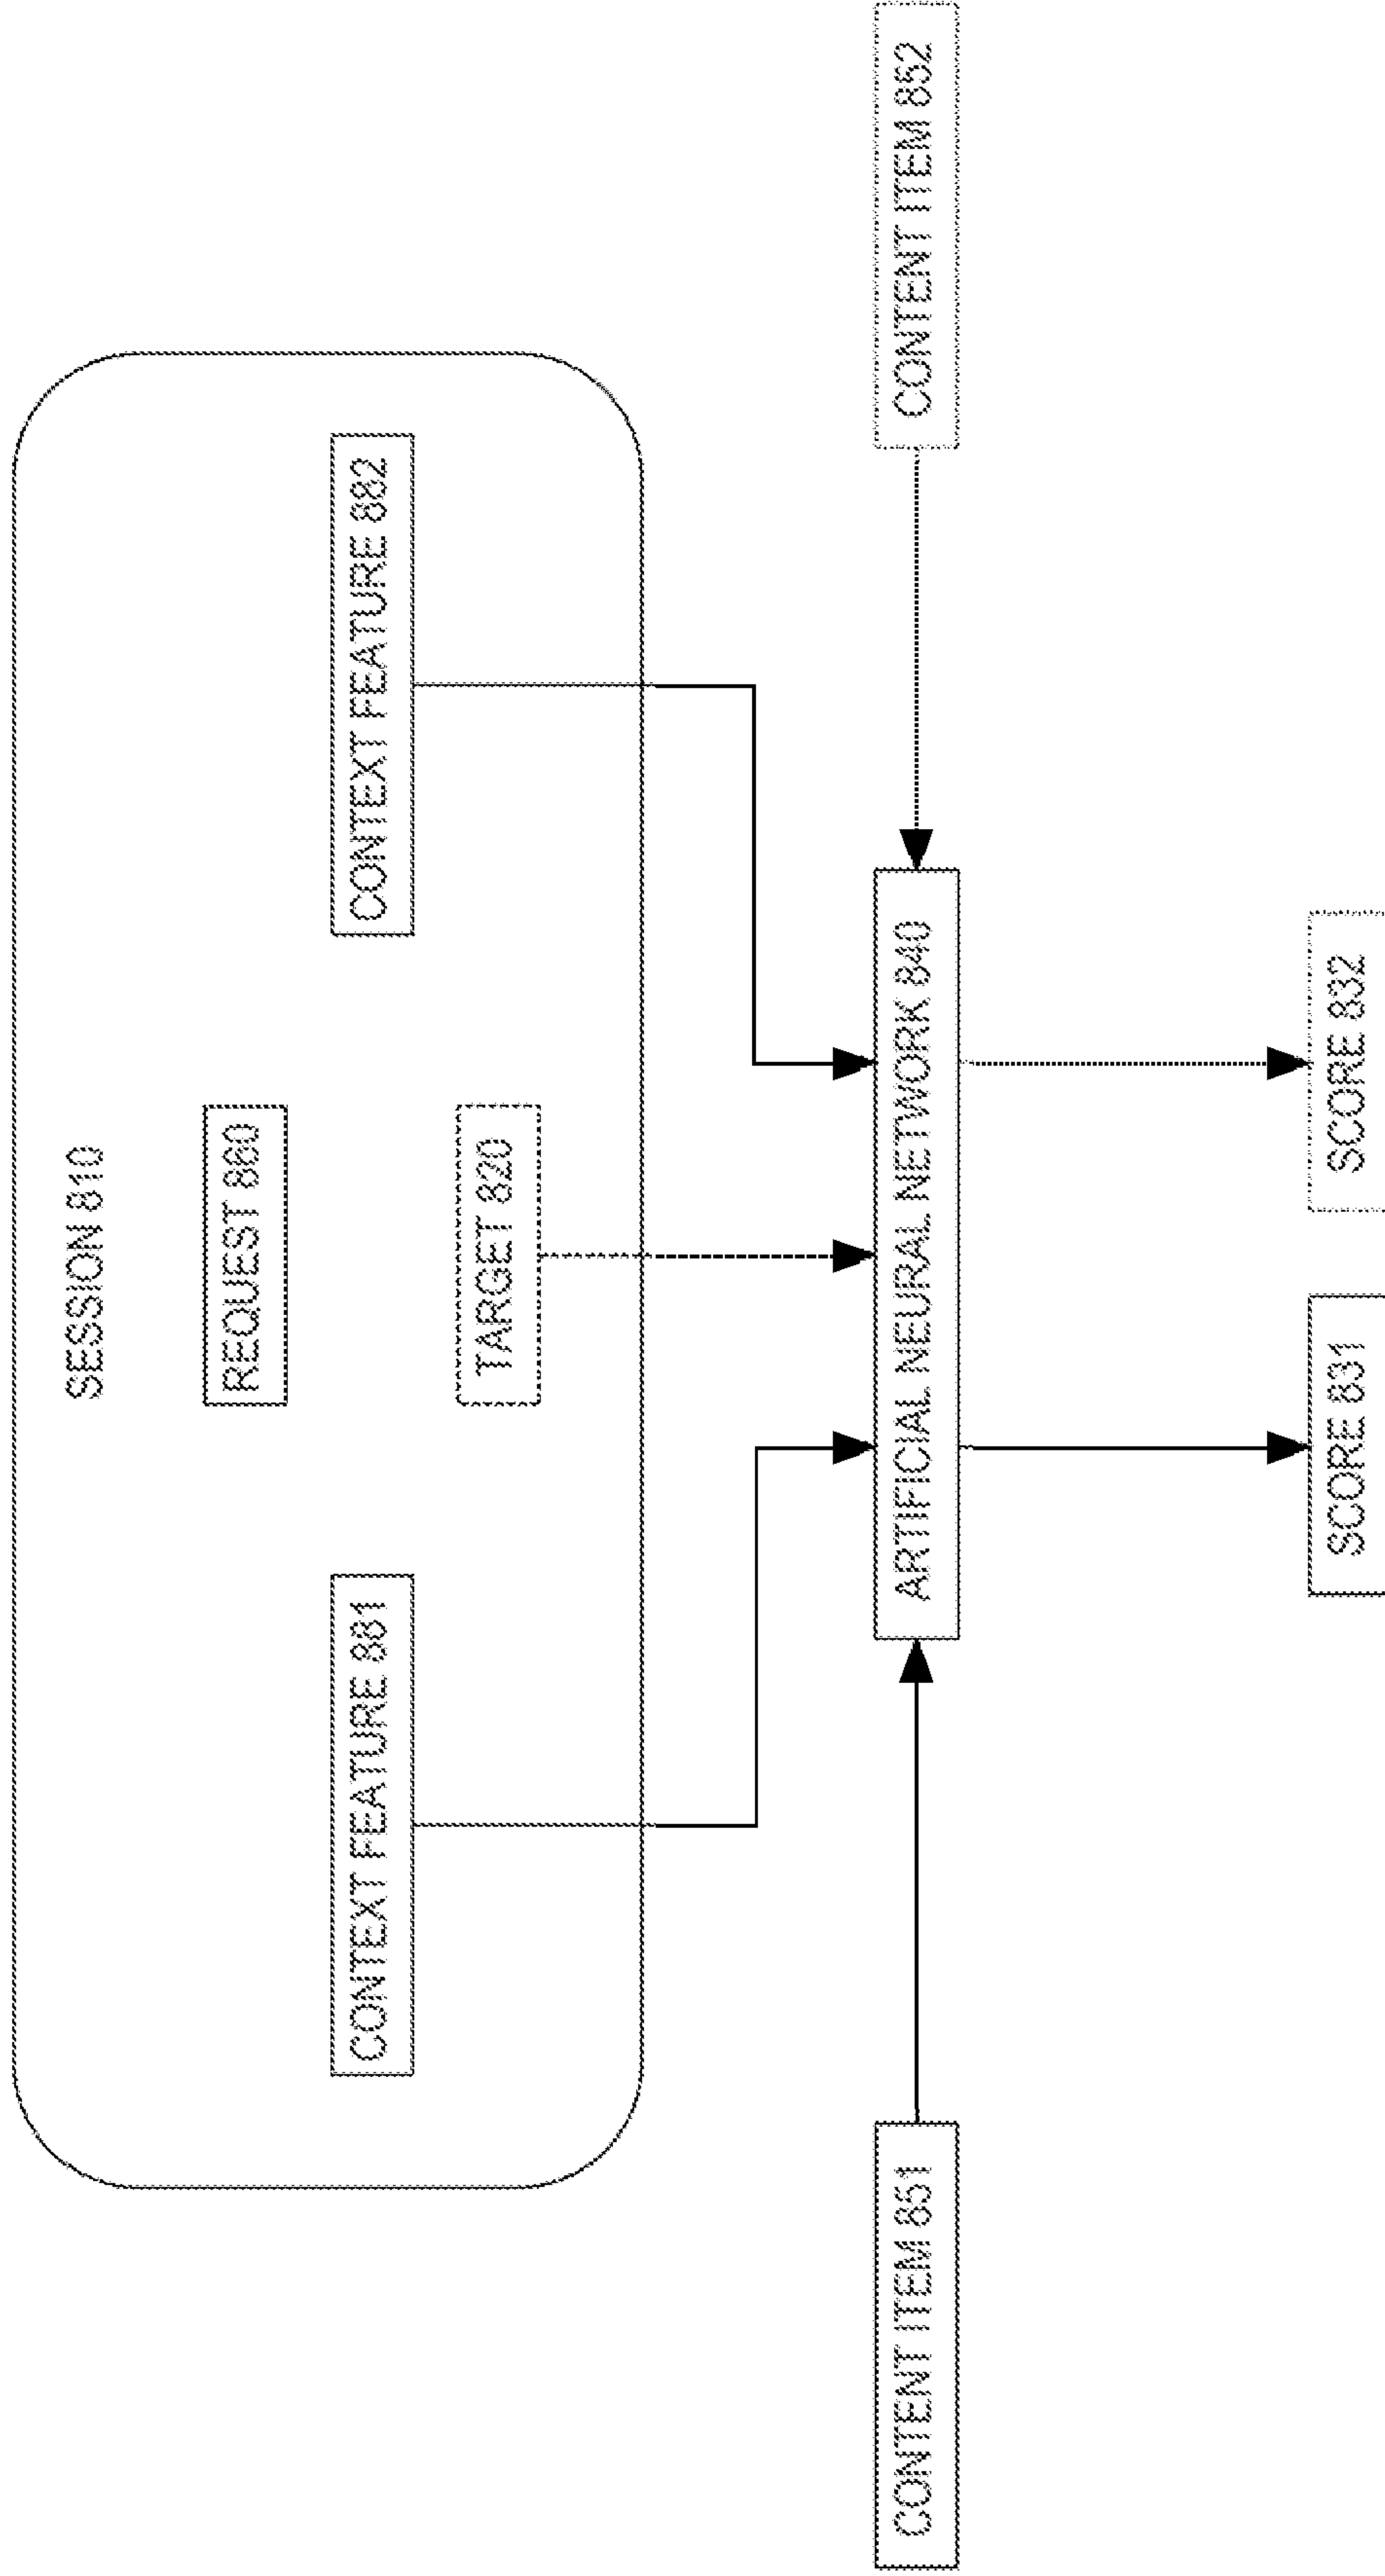 SESSION 810
REQUEST 860
CONTEXT FEATURE 881
CONTEXT FEATURE 882
TARGET 820
CONTENT ITEM 851
ARTIFICIAL NEURAL NETWORK 840
CONTENT ITEM 852
SCORE 831
SCORE 832